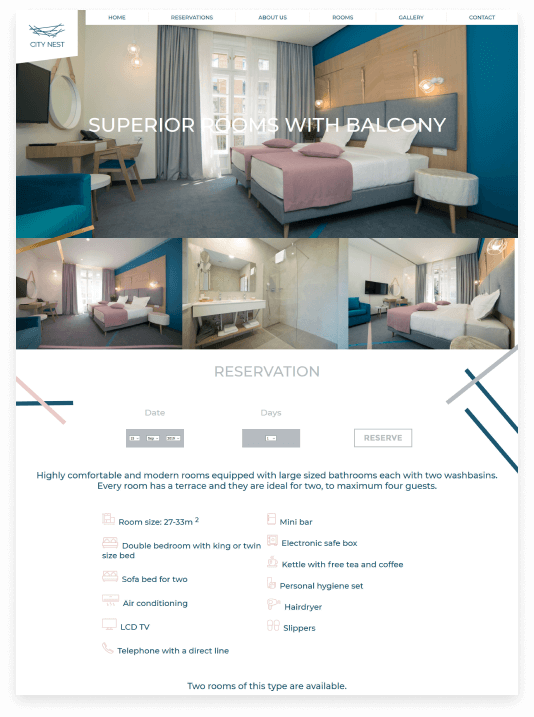 CITY NEST
HOME RESERVATIONS ABOUT US ROOMS GALLERY CONTACT
SUPERIOR ROOMS WITH BALCONY
RESERVATION
Date Days
RESERVE
Highly comfortable and modern rooms equipped with large sized bathrooms each with two washbasins.
Every room has a terrace and they are ideal for two, to maximum four guests.
Room size: 27-33m ²
Double bedroom with king or twin
size bed
Sofa bed for two
Air conditioning
LCD TV
Telephone with a direct line
Mini bar
Electronic safe box
Kettle with free tea and coffee
Personal hygiene set
Hairdryer
Slippers
Two rooms of this type are available.